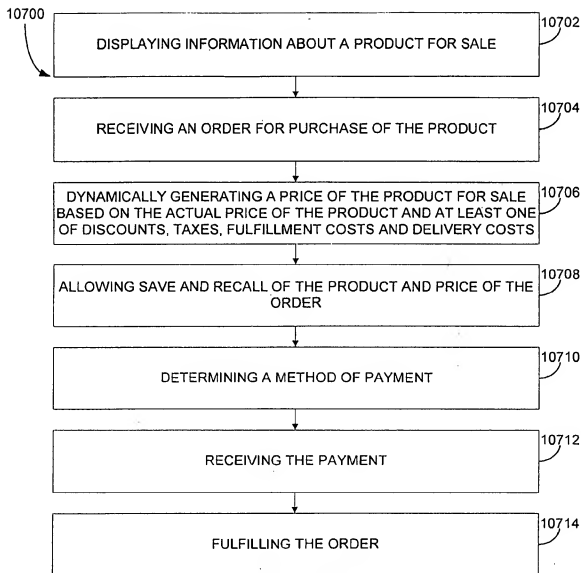 10700
10702
DISPLAYING INFORMATION ABOUT A PRODUCT FOR SALE
10704
RECEIVING AN ORDER FOR PURCHASE OF THE PRODUCT
10706
DYNAMICALLY GENERATING A PRICE OF THE PRODUCT FOR SALE
BASED ON THE ACTUAL PRICE OF THE PRODUCT AND AT LEAST ONE
OF DISCOUNTS, TAXES, FULFILLMENT COSTS AND DELIVERY COSTS
10708
ALLOWING SAVE AND RECALL OF THE PRODUCT AND PRICE OF THE
ORDER
10710
DETERMINING A METHOD OF PAYMENT
10712
RECEIVING THE PAYMENT
10714
FULFILLING THE ORDER